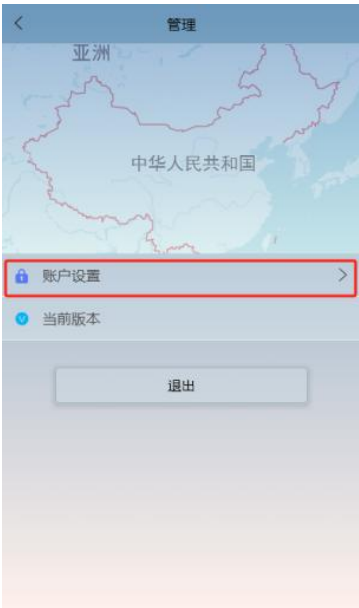 管理
亚洲
中华人民共和国
账户设置
当前版本
退出